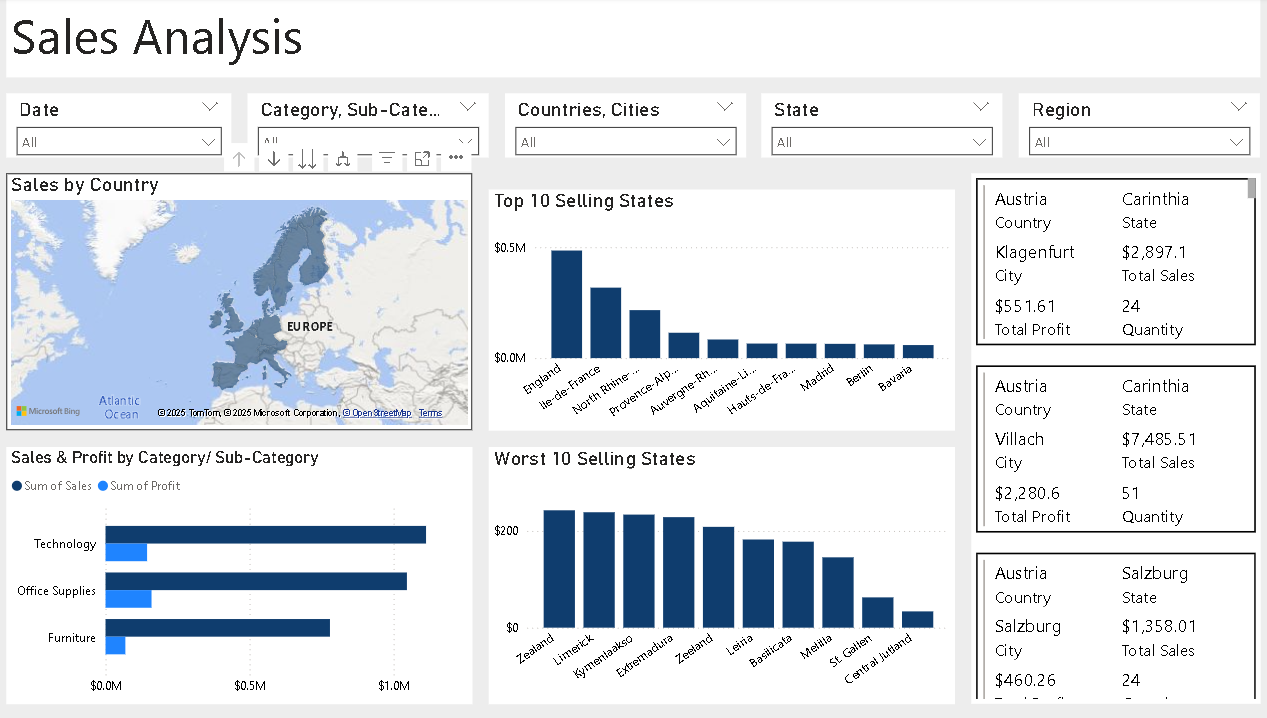 Sales Analysis
Date
Category, Sub-Cate...
Countries, Cities
State
Region
All
All
All
All
All
Sales by Country
EUROPE
Atlantic
Ocean
Microsoft Bing
© 2025 TomTom, © 2025 Microsoft Corporation, © OpenStreetMap Terms
Sales & Profit by Category/ Sub-Category
Sum of Sales Sum of Profit
Technology
Office Supplies
Furniture
$0.0M $0.5M $1.0M
Top 10 Selling States
$0.5M
$0.0M
England
Ile-de-France
North Rhine-...
Provence-Alp...
Auvergne-Rh...
Aquitaine-Li...
Hauts-de-Fra...
Madrid
Berlin
Bavaria
Worst 10 Selling States
$200
$0
Zealand
Limerick
Kymenlaakso
Extremadura
Zeeland
Leiria
Basilicata
Melilla
St. Gallen
Central Jutland
Austria Carinthia
Country State
Klagenfurt $2,897.1
City Total Sales
$551.61 24
Total Profit Quantity
Austria Carinthia
Country State
Villach $7,485.51
City Total Sales
$2,280.6 51
Total Profit Quantity
Austria Salzburg
Country State
Salzburg $1,358.01
City Total Sales
$460.26 24